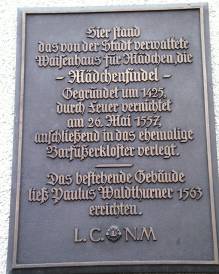 Hier stand
das von der Stadt verwaltete
Waisenhaus für Mädchen, die
- Mädchenfindel -
Gegründet um 1425,
durch Feuer vernichtet
am 26. Mai 1557,
anschließend in das ehemalige
Barfüßerkloster verlegt.
Das bestehende Gebäude
ließ Paulus Waldthurner 1563
errichten.
L.C. N.M